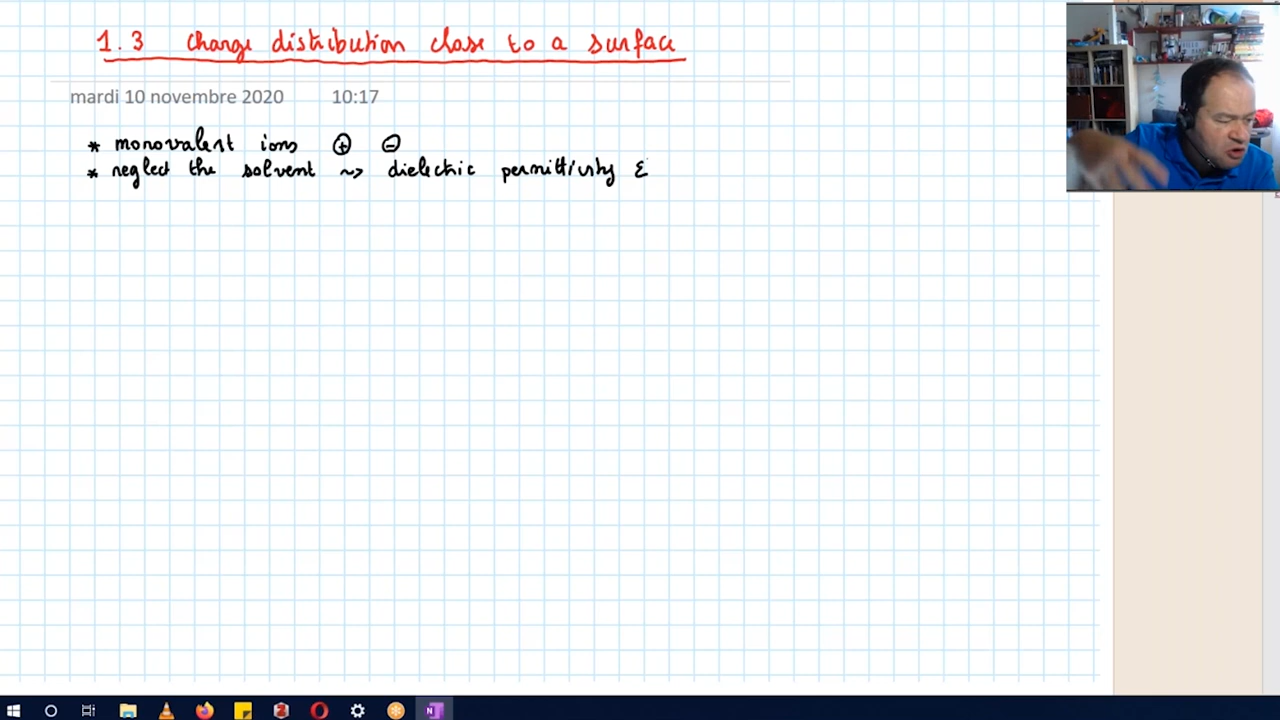 1.3 Charge distribution close to a surface
mardi 10 novembre 2020 10:17
* monovalent ions ⊕ ⊖
* neglect the solvent ⇝ dielectric permittivity ε